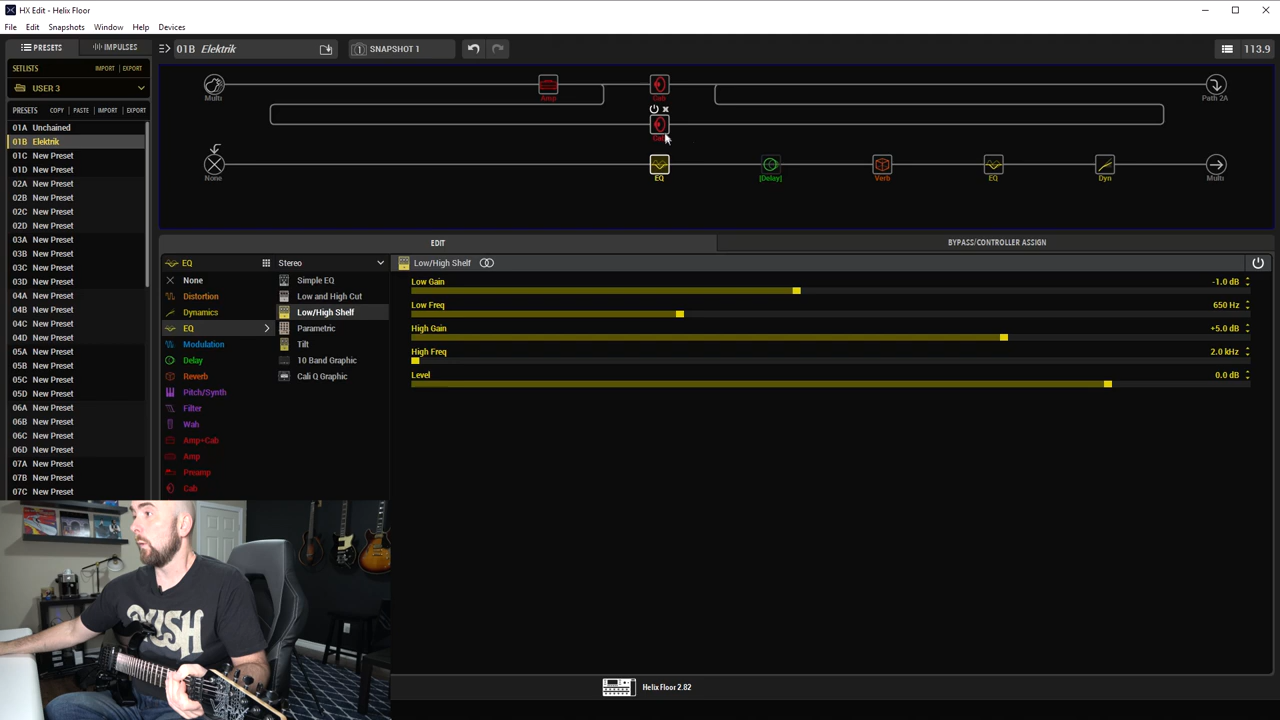 HX Edit - Helix Floor
File Edit Snapshots Window Help Devices
PRESETS IMPULSES
01B Elektrik
1 SNAPSHOT 1
113.9
SETLISTS IMPORT EXPORT
USER 3
PRESETS COPY PASTE IMPORT EXPORT
01A Unchained
01B Elektrik
01C New Preset
01D New Preset
02A New Preset
02B New Preset
02C New Preset
02D New Preset
03A New Preset
03B New Preset
03C New Preset
03D New Preset
04A New Preset
04B New Preset
04C New Preset
04D New Preset
05A New Preset
05B New Preset
05C New Preset
05D New Preset
06A New Preset
06B New Preset
06C New Preset
06D New Preset
07A New Preset
07B New Preset
07C New Preset
Multi Amp Cab Path 2A
None EQ [Delay] Verb EQ Dyn Multi
EDIT BYPASS/CONTROLLER ASSIGN
EQ Stereo
None
Distortion
Dynamics
EQ
Modulation
Delay
Reverb
Pitch/Synth
Filter
Wah
Amp+Cab
Amp
Preamp
Cab
Simple EQ
Low and High Cut
Low/High Shelf
Parametric
Tilt
10 Band Graphic
Cali Q Graphic
Low/High Shelf
Low Gain -1.0 dB
Low Freq 650 Hz
High Gain +5.0 dB
High Freq 2.0 kHz
Level 0.0 dB
RUSH
Helix Floor 2.82